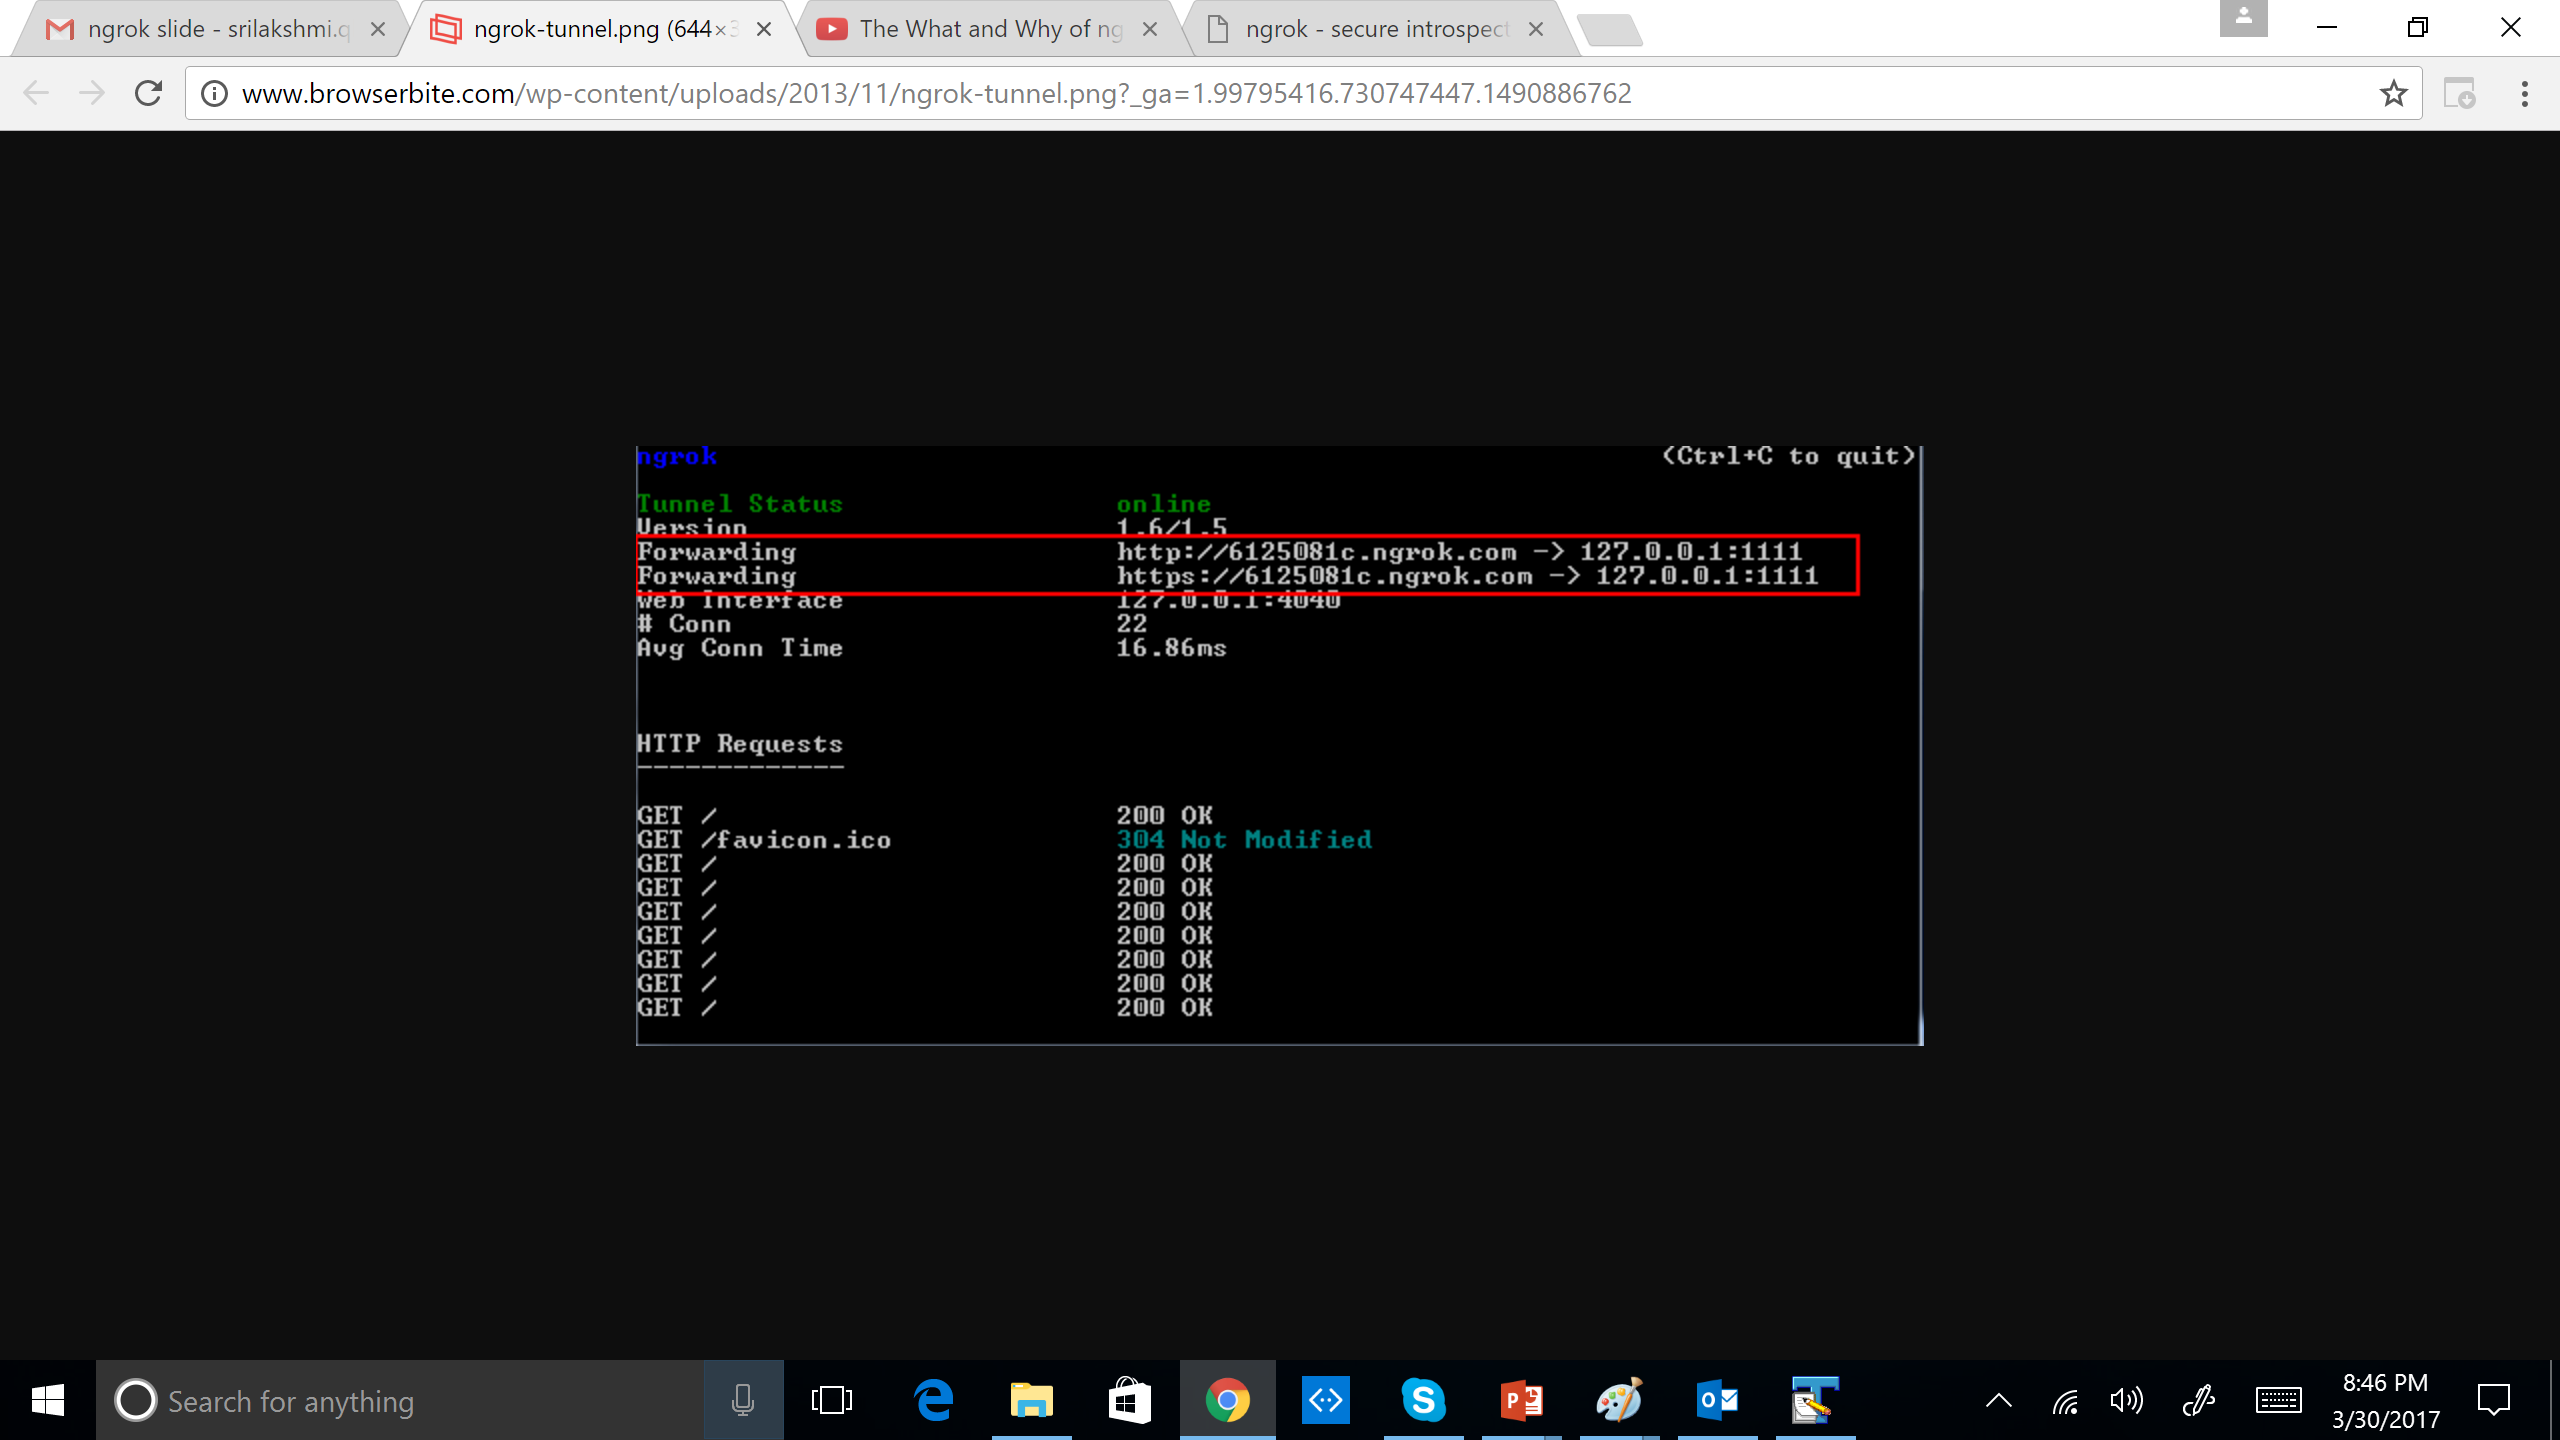 ngrok slide - srilakshmi.q
ngrok-tunnel.png (644×3
The What and Why of ng
ngrok - secure introspect
www.browserbite.com/wp-content/uploads/2013/11/ngrok-tunnel.png?_ga=1.99795416.730747447.1490886762
ngrok (Ctrl+C to quit)
Tunnel Status online
Version 1.6/1.5
Forwarding http://6125081c.ngrok.com -> 127.0.0.1:1111
Forwarding https://6125081c.ngrok.com -> 127.0.0.1:1111
Web Interface 127.0.0.1:4040
# Conn 22
Avg Conn Time 16.86ms
HTTP Requests
-------------
GET / 200 OK
GET /favicon.ico 304 Not Modified
GET / 200 OK
GET / 200 OK
GET / 200 OK
GET / 200 OK
GET / 200 OK
GET / 200 OK
GET / 200 OK
Search for anything
8:46 PM
3/30/2017